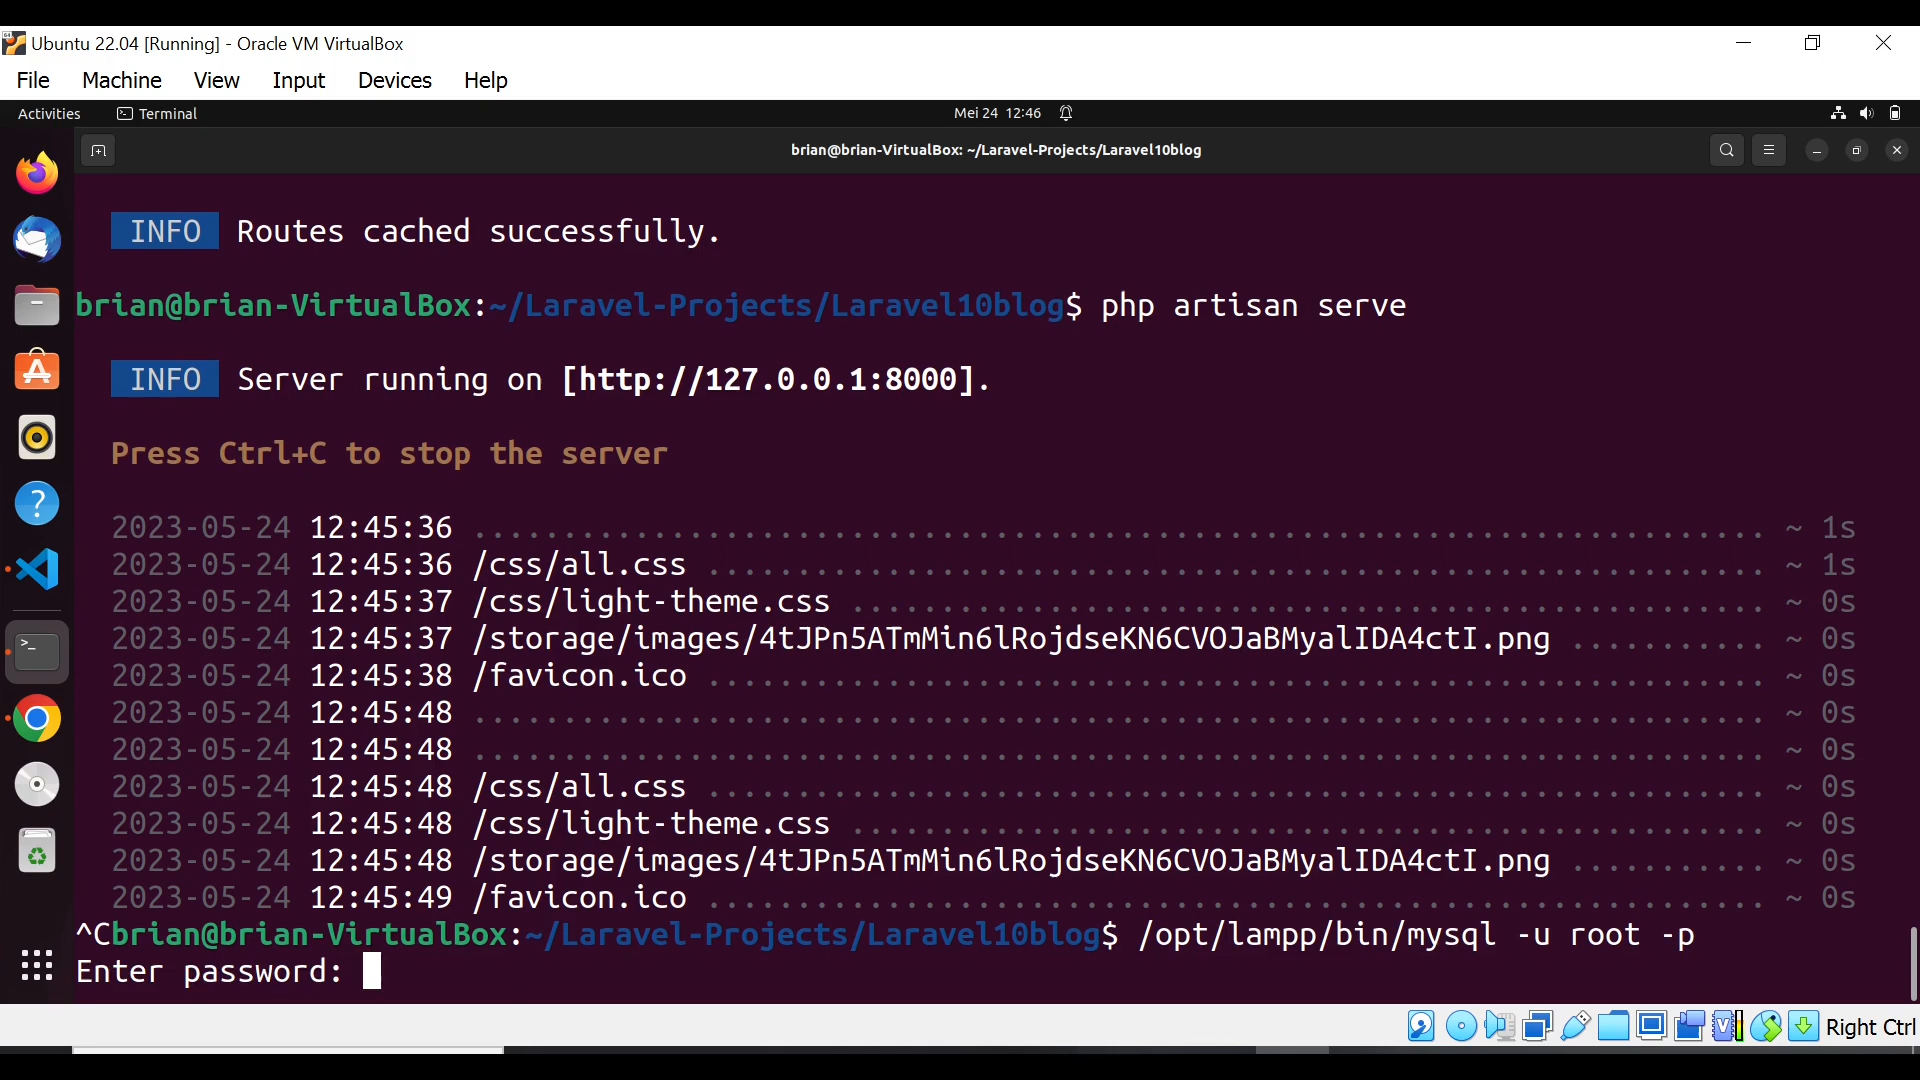 Ubuntu 22.04 [Running] - Oracle VM VirtualBox
File Machine View Input Devices Help
Activities Terminal Mei 24 12:46
brian@brian-VirtualBox: ~/Laravel-Projects/Laravel10blog
INFO Routes cached successfully.
brian@brian-VirtualBox:~/Laravel-Projects/Laravel10blog$ php artisan serve
INFO Server running on [http://127.0.0.1:8000].
Press Ctrl+C to stop the server
2023-05-24 12:45:36 ........................................................................ ~ 1s
2023-05-24 12:45:36 /css/all.css ........................................................... ~ 1s
2023-05-24 12:45:37 /css/light-theme.css ................................................... ~ 0s
2023-05-24 12:45:37 /storage/images/4tJPn5ATmMin6lRojdseKN6CVOJaBMyalIDA4ctI.png ........... ~ 0s
2023-05-24 12:45:38 /favicon.ico ........................................................... ~ 0s
2023-05-24 12:45:48 ........................................................................ ~ 0s
2023-05-24 12:45:48 ........................................................................ ~ 0s
2023-05-24 12:45:48 /css/all.css ........................................................... ~ 0s
2023-05-24 12:45:48 /css/light-theme.css ................................................... ~ 0s
2023-05-24 12:45:48 /storage/images/4tJPn5ATmMin6lRojdseKN6CVOJaBMyalIDA4ctI.png ........... ~ 0s
2023-05-24 12:45:49 /favicon.ico ........................................................... ~ 0s
^Cbrian@brian-VirtualBox:~/Laravel-Projects/Laravel10blog$ /opt/lampp/bin/mysql -u root -p
Enter password:
Right Ctrl